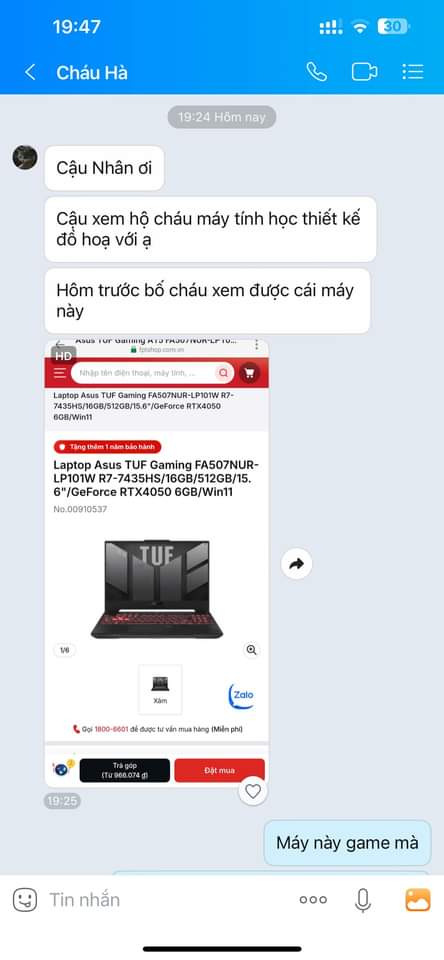 19:47
30
Cháu Hà
19:24 Hôm nay
Cậu Nhân ơi
Cậu xem hộ cháu máy tính học thiết kế
đồ hoạ với ạ
Hôm trước bố cháu xem được cái máy
này
Asus TUF Gaming A15 FA507NUR-LP10...
HD
fptshop.com.vn
Nhập tên điện thoại, máy tính, ...
Laptop Asus TUF Gaming FA507NUR-LP101W R7-
7435HS/16GB/512GB/15.6"/GeForce RTX4050
6GB/Win11
Tặng thêm 1 năm bảo hành
Laptop Asus TUF Gaming FA507NUR-
LP101W R7-7435HS/16GB/512GB/15.
6"/GeForce RTX4050 6GB/Win11
No.00910537
TUF
1/6
Xám
Zalo
Gọi 1800-6601 để được tư vấn mua hàng (Miễn phí)
Trả góp
(Từ 966.074 ₫)
Đặt mua
19:25
Máy này game mà
Tin nhắn